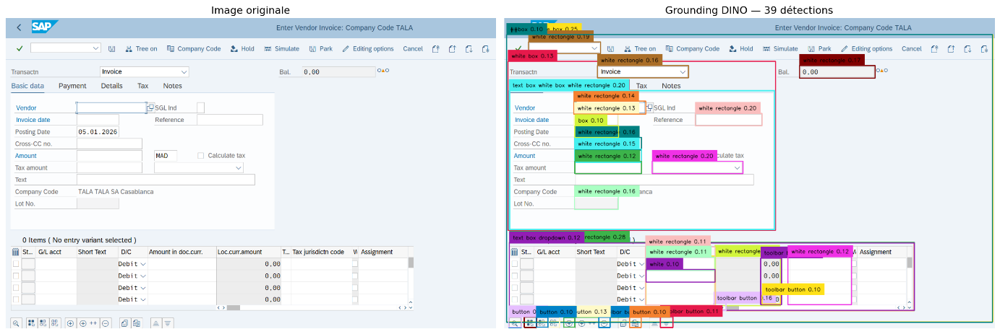 Image originale
SAP
Enter Vendor Invoice: Company Code TALA
Tree on Company Code Hold Simulate Park Editing options Cancel
Transactn Invoice Bal. 0,00
Basic data Payment Details Tax Notes
Vendor SGL Ind
Invoice date Reference
Posting Date 05.01.2026
Cross-CC no.
Amount MAD Calculate tax
Tax amount
Text
Company Code TALA TALA SA Casablanca
Lot No.
0 Items ( No entry variant selected )
St... G/L acct Short Text D/C Amount in doc.curr. Loc.curr.amount T... Tax jurisdictn code W Assignment
Debit 0,00
Debit 0,00
Debit 0,00
Debit 0,00
Grounding DINO — 39 détections
box 0.10 box 0.25
Enter Vendor Invoice: Company Code TALA
white rectangle 0.19
Tree on Company Code Hold Simulate Park Editing options Cancel
white box 0.13
white rectangle 0.16
Transactn Invoice Bal. 0,00
text box white box white rectangle 0.20 Tax Notes
white rectangle 0.14
Vendor white rectangle 0.13 SGL Ind white rectangle 0.20
Invoice date box 0.10 Reference
Posting Date white rectangle 0.16
Cross-CC no. white rectangle 0.15
Amount white rectangle 0.12 white rectangle 0.20 culate tax
Tax amount
Text
Company Code white rectangle 0.16 anca
Lot No.
text box dropdown 0.12 rectangle 0.28 )
white rectangle 0.11
St... G/L acct Short Text D/C white rectangle 0.11 white rectangle toolbar white rectangle 0.12 Assignment
Debit white 0.10 0,00
Debit 0,00
Debit toolbar button 0.10
Debit toolbar button 0.16
button 0.10 button 0.13 button 0.10 button 0.11